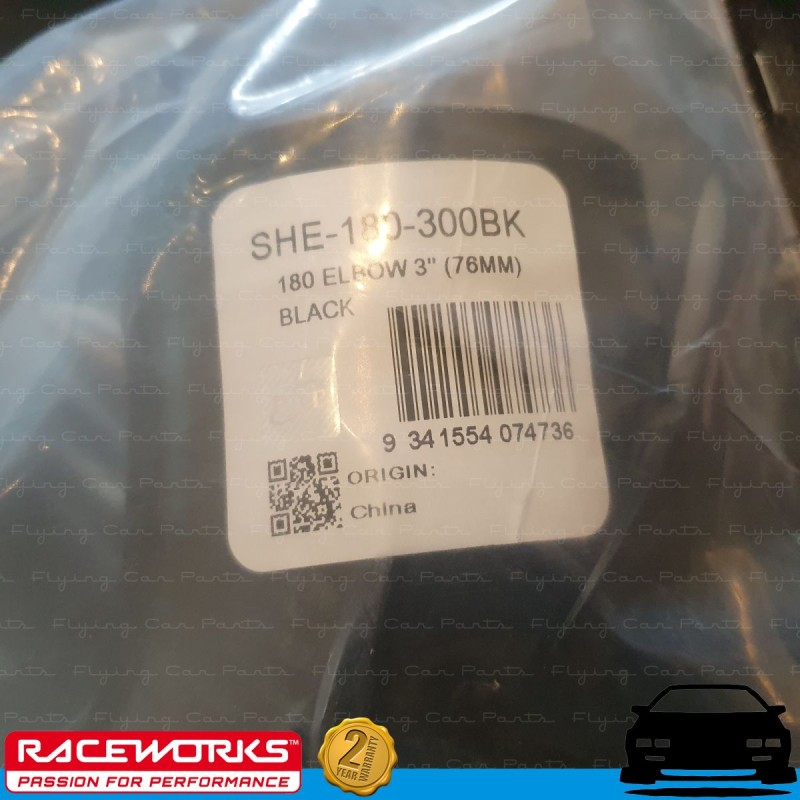 SHE-180-300BK
180 ELBOW 3" (76MM)
BLACK
9 341554 074736
ORIGIN:
China
Flying Car Parts
RACEWORKS™
PASSION FOR PERFORMANCE
2
YEAR WARRANTY